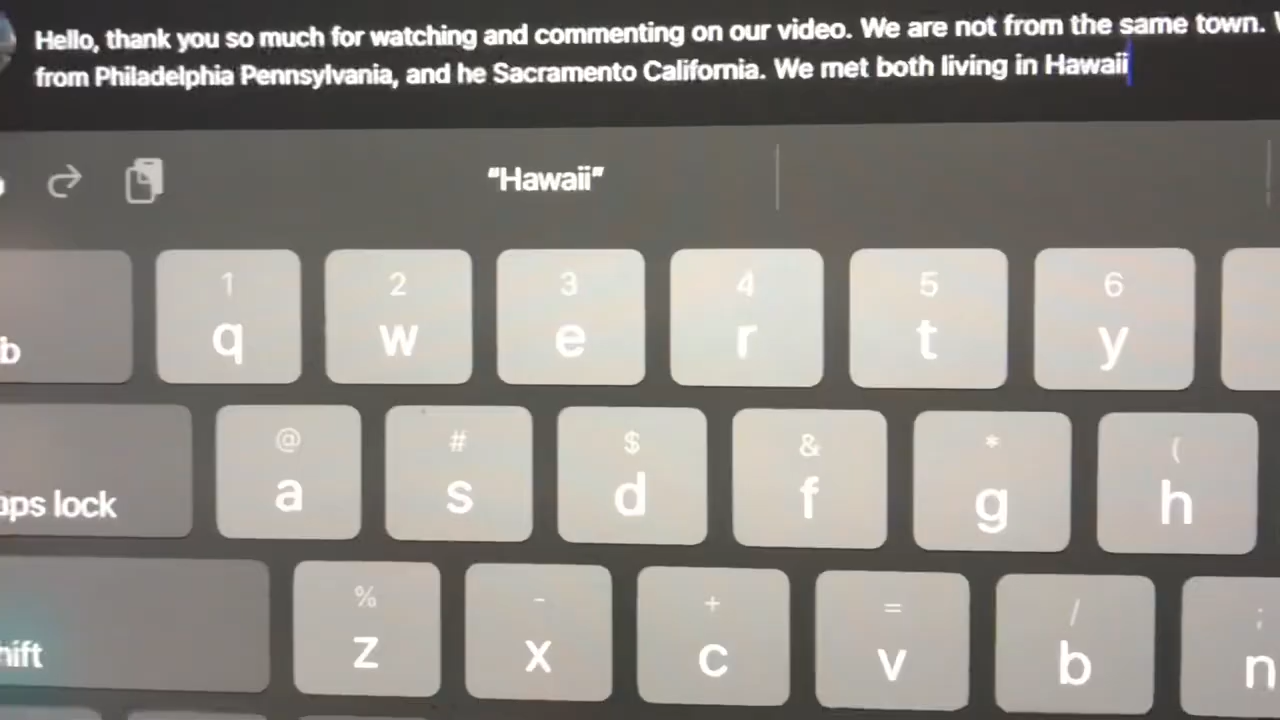 Hello, thank you so much for watching and commenting on our video. We are not from the same town.
from Philadelphia Pennsylvania, and he Sacramento California. We met both living in Hawaii
"Hawaii"
1 2 3 4 5 6
b q w e r t y
@ # $ & * (
aps lock a s d f g h
% - + = / ;
hift z x c v b n